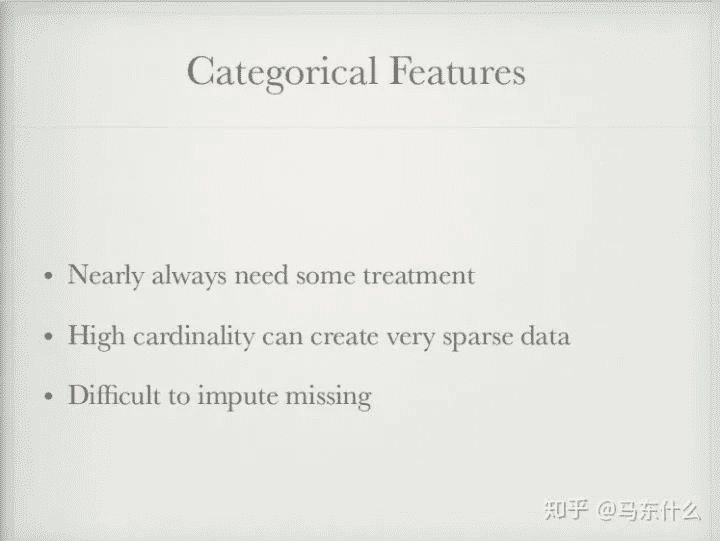 Categorical Features
• Nearly always need some treatment
• High cardinality can create very sparse data
• Difficult to impute missing
知乎 @马东什么